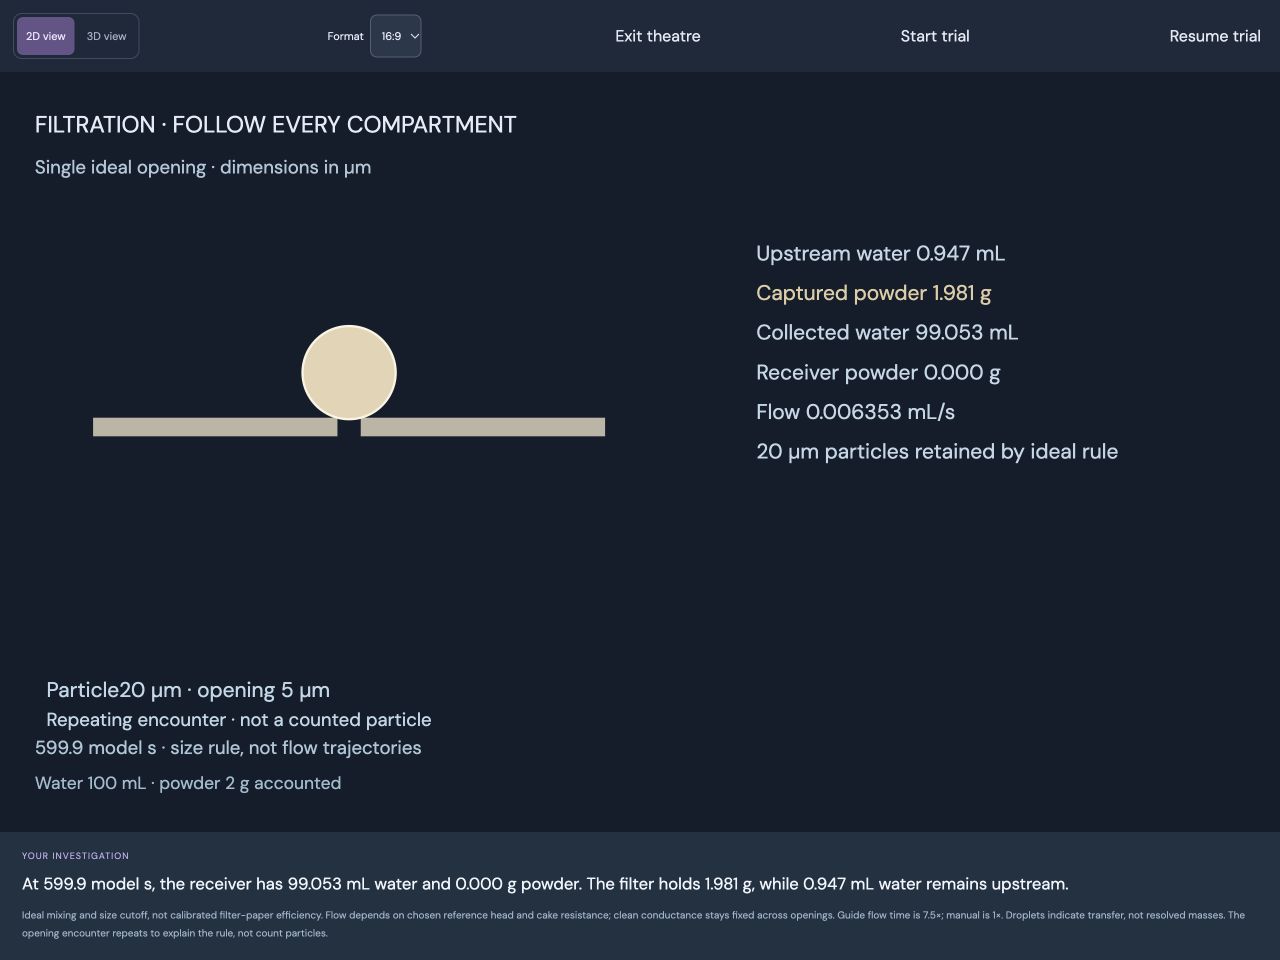 2D view
3D view
Format
16:9
Exit theatre
Start trial
Resume trial
FILTRATION · FOLLOW EVERY COMPARTMENT
Single ideal opening · dimensions in µm
Upstream water 0.947 mL
Captured powder 1.981 g
Collected water 99.053 mL
Receiver powder 0.000 g
Flow 0.006353 mL/s
20 µm particles retained by ideal rule
Particle20 µm · opening 5 µm
Repeating encounter · not a counted particle
599.9 model s · size rule, not flow trajectories
Water 100 mL · powder 2 g accounted
YOUR INVESTIGATION
At 599.9 model s, the receiver has 99.053 mL water and 0.000 g powder. The filter holds 1.981 g, while 0.947 mL water remains upstream.
Ideal mixing and size cutoff, not calibrated filter-paper efficiency. Flow depends on chosen reference head and cake resistance; clean conductance stays fixed across openings. Guide flow time is 7.5×; manual is 1×. Droplets indicate transfer, not resolved masses. The
opening encounter repeats to explain the rule, not count particles.